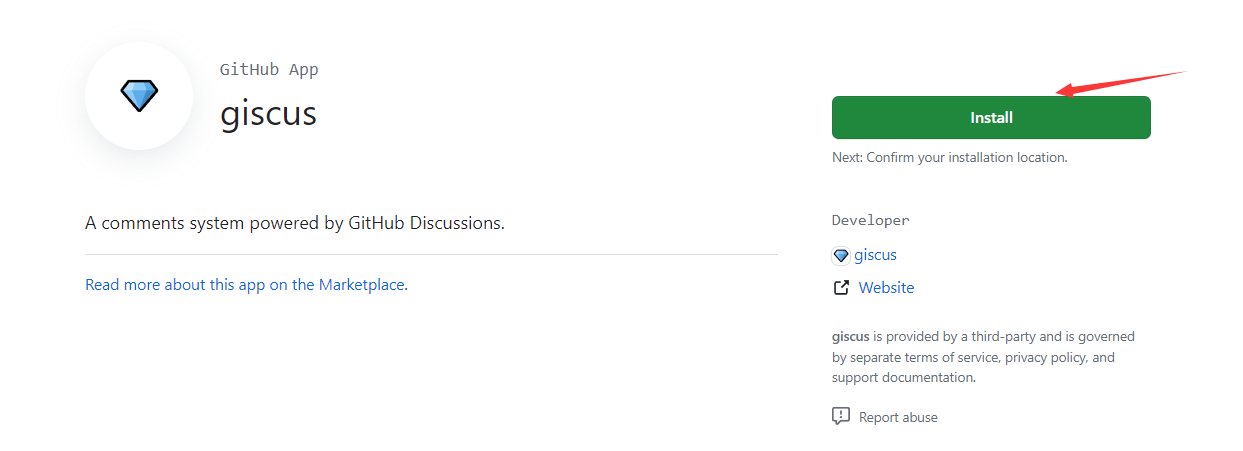 GitHub App
giscus
Install
Next: Confirm your installation location.
A comments system powered by GitHub Discussions.
Read more about this app on the Marketplace.
Developer
giscus
Website
giscus is provided by a third-party and is governed
by separate terms of service, privacy policy, and
support documentation.
Report abuse